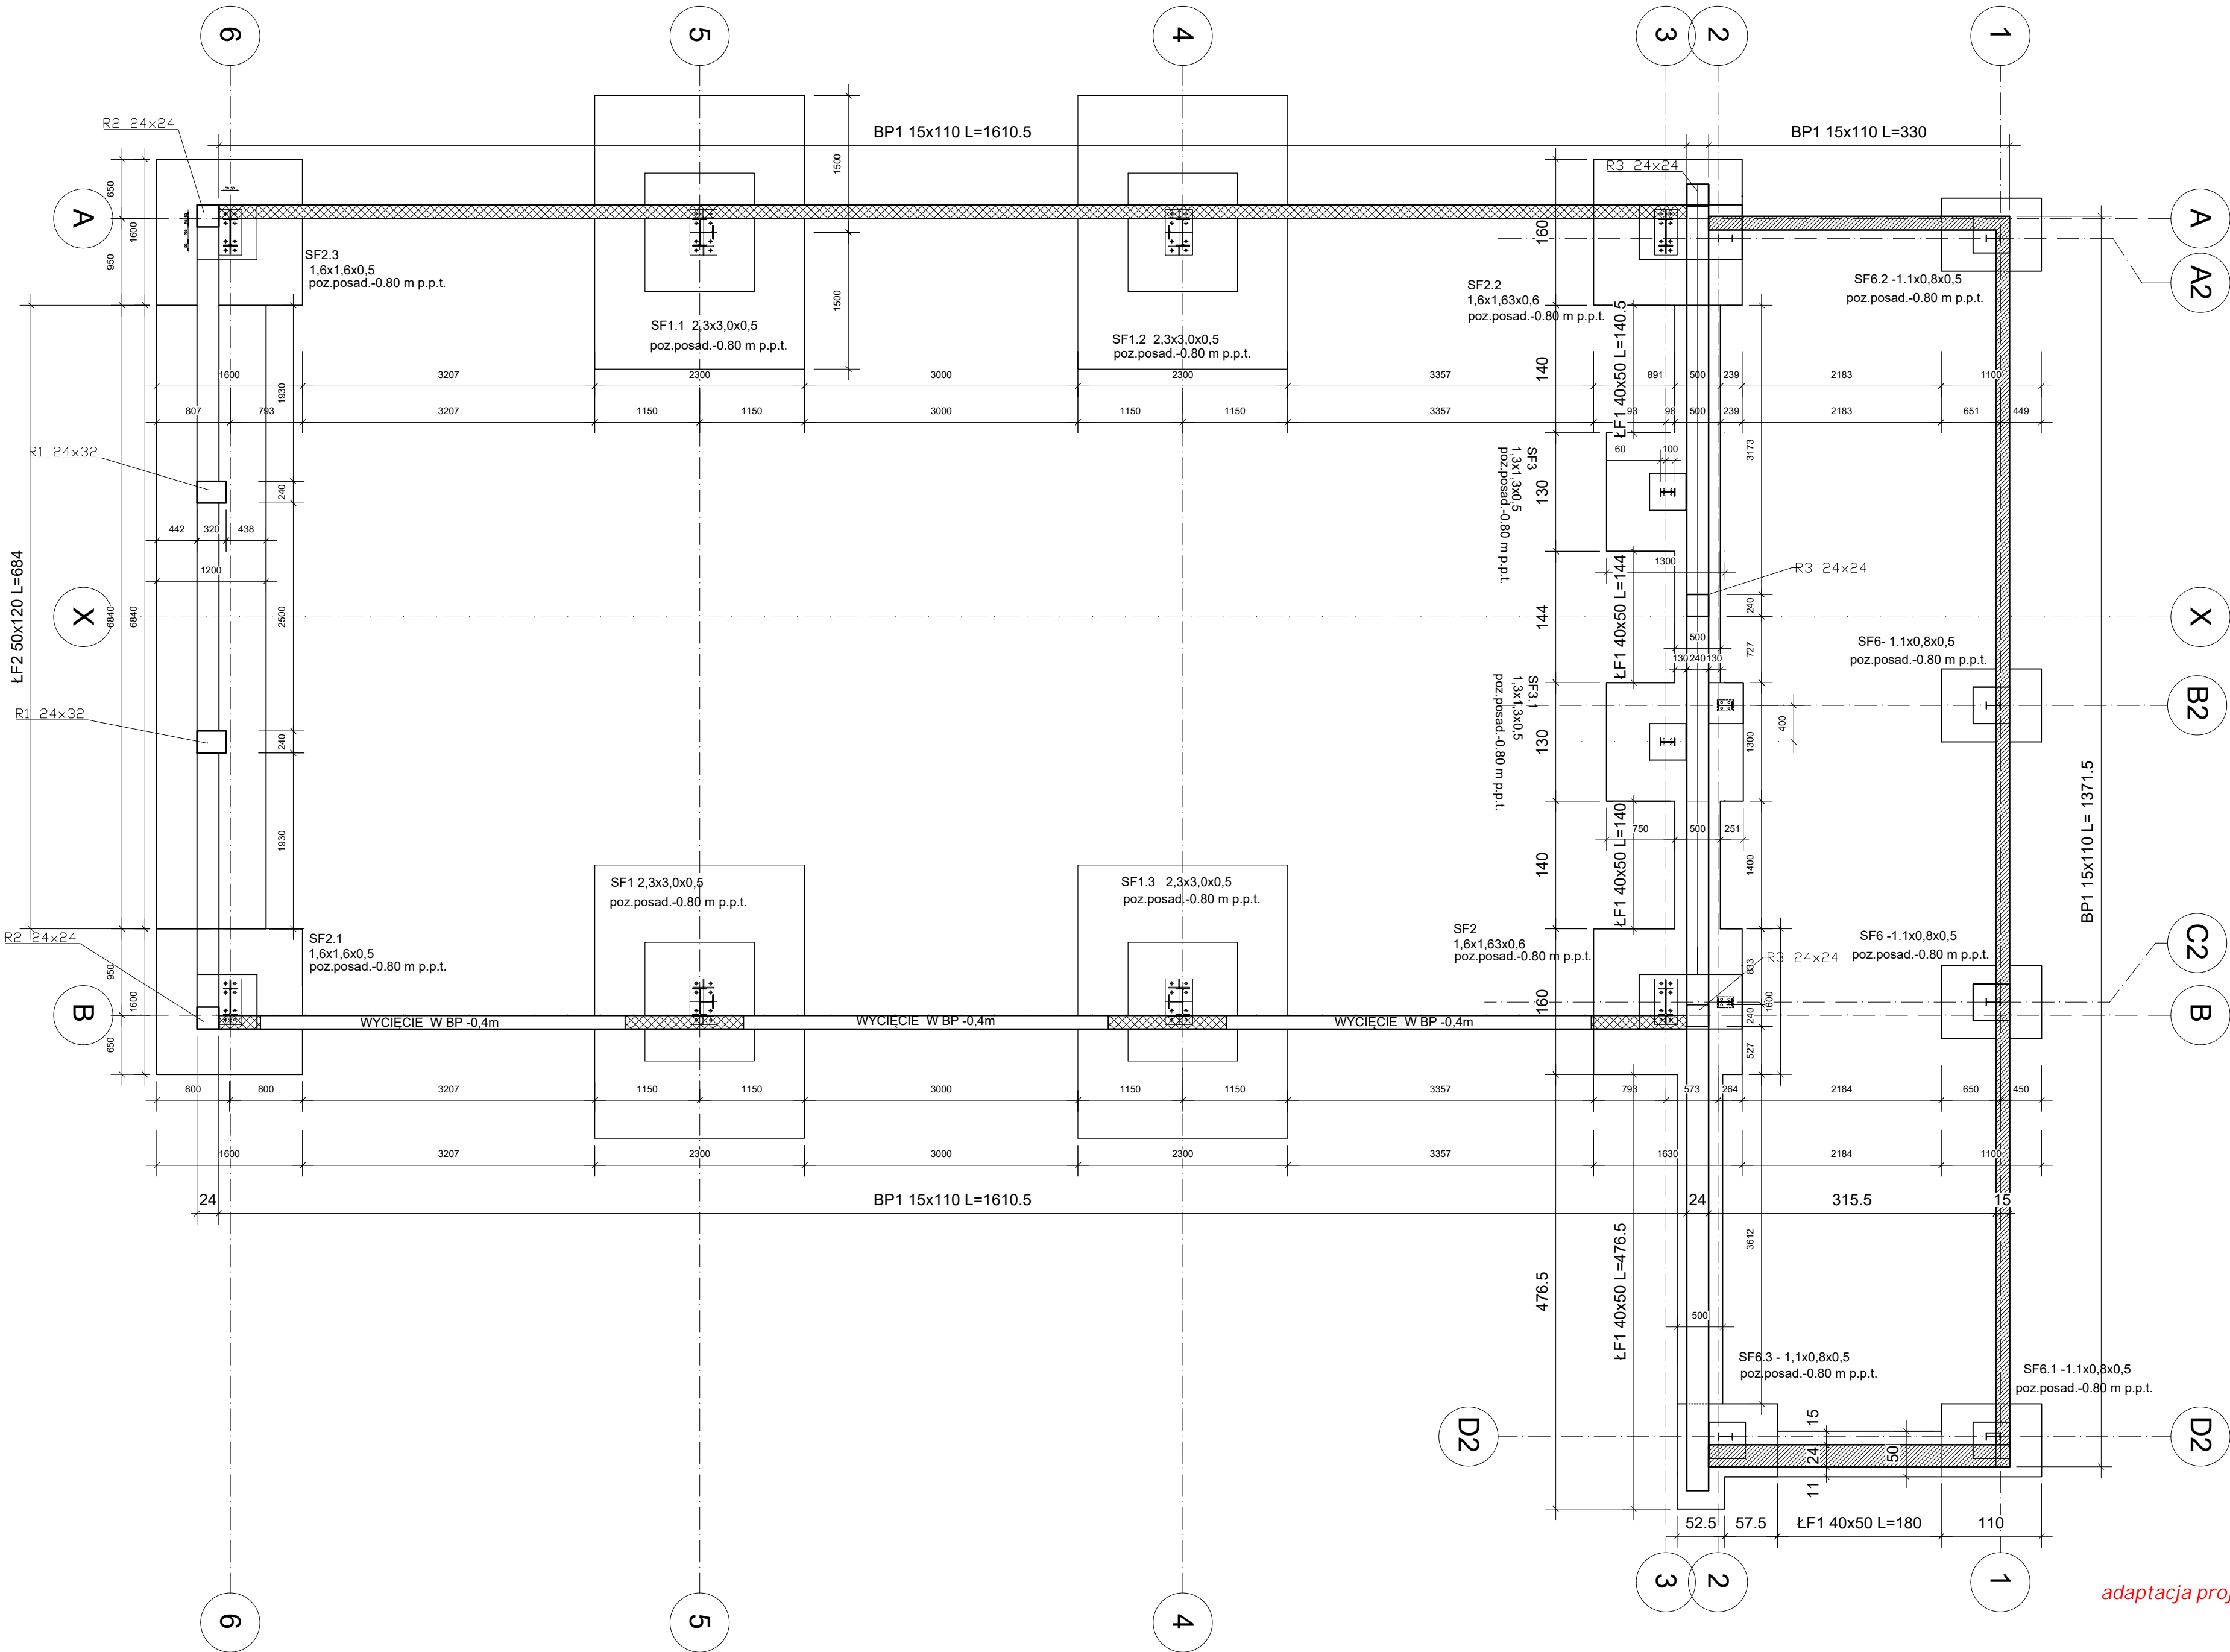 6
5
4
3
2
1
R2 24x24
BP1 15x110 L=1610.5
BP1 15x110 L=330
1500
1500
650
1600
950
A
R3 24x24
160
A
A2
SF2.3
1,6x1,6x0,5
poz.posad.-0.80 m p.p.t.
SF1.1 2,3x3,0x0,5
poz.posad.-0.80 m p.p.t.
SF1.2 2,3x3,0x0,5
poz.posad.-0.80 m p.p.t.
SF2.2
1,6x1,63x0,6
poz.posad.-0.80 m p.p.t.
SF6.2 -1.1x0,8x0,5
poz.posad.-0.80 m p.p.t.
ŁF1 40x50 L=140.5
140
1600
3207
2300
3000
2300
3357
891
500
239
2183
1100
1930
807
793
3207
1150
1150
3000
1150
1150
3357
93
98
500
239
2183
651
449
R1 24x32
240
442
320
438
1200
60
100
3173
SF3
1,3x1,3x0,5
poz.posad.-0.80 m p.p.t.
130
1300
ŁF2 50x120 L=684
6840
6840
2500
X
ŁF1 40x50 L=144
144
R3 24x24
240
500
727
130
240
130
X
SF6- 1.1x0,8x0,5
poz.posad.-0.80 m p.p.t.
B2
R1 24x32
240
SF3.1
1,3x1,3x0,5
poz.posad.-0.80 m p.p.t.
130
400
1300
BP1 15x110 L= 1371.5
1930
ŁF1 40x50 L=140
140
750
500
251
1400
SF1 2,3x3,0x0,5
poz.posad.-0.80 m p.p.t.
SF1.3 2,3x3,0x0,5
poz.posad.-0.80 m p.p.t.
R2 24x24
SF2.1
1,6x1,6x0,5
poz.posad.-0.80 m p.p.t.
SF2
1,6x1,63x0,6
poz.posad.-0.80 m p.p.t.
R3 24x24
SF6 -1.1x0,8x0,5
poz.posad.-0.80 m p.p.t.
C2
950
1600
650
B
160
833
1600
240
527
B
WYCIĘCIE W BP -0,4m
WYCIĘCIE W BP -0,4m
WYCIĘCIE W BP -0,4m
800
800
3207
1150
1150
3000
1150
1150
3357
793
573
264
2184
650
450
1600
3207
2300
3000
2300
3357
1630
2184
1100
24
BP1 15x110 L=1610.5
24
315.5
15
ŁF1 40x50 L=476.5
476.5
3612
500
SF6.3 - 1,1x0,8x0,5
poz.posad.-0.80 m p.p.t.
SF6.1 -1.1x0,8x0,5
poz.posad.-0.80 m p.p.t.
D2
15
24
50
11
D2
52.5
57.5
ŁF1 40x50 L=180
110
6
5
4
3
2
1
adaptacja proj